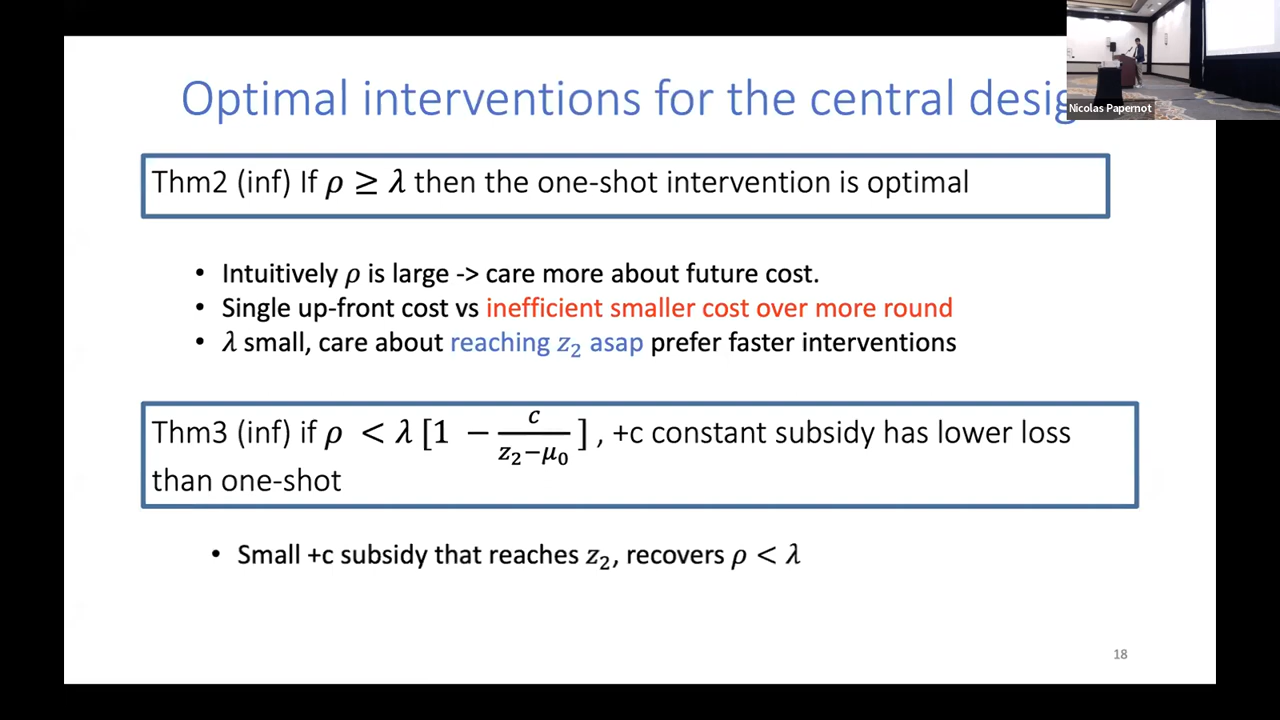 Optimal interventions for the central desig
Nicolas Papernot
Thm2 (inf) If ρ ≥ λ then the one-shot intervention is optimal
• Intuitively ρ is large -> care more about future cost.
• Single up-front cost vs inefficient smaller cost over more round
• λ small, care about reaching z₂ asap prefer faster interventions
Thm3 (inf) if ρ < λ [1 − c/(z₂−μ₀)] , +c constant subsidy has lower loss
than one-shot
• Small +c subsidy that reaches z₂, recovers ρ < λ
18